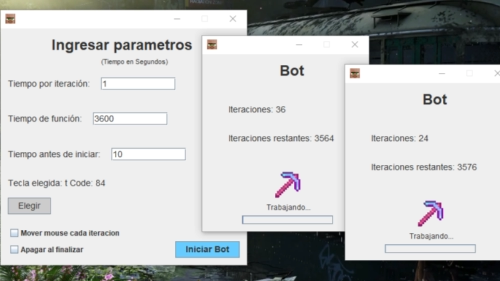 Ingresar parametros
(Tiempo en Segundos)
Tiempo por iteración: 1
Tiempo de función: 3600
Tiempo antes de iniciar: 10
Tecla elegida: t Code: 84
Elegir
Mover mouse cada iteracion
Apagar al finalizar
Iniciar Bot
Bot
Iteraciones: 36
Iteraciones restantes: 3564
Trabajando...
Bot
Iteraciones: 24
Iteraciones restantes: 3576
Trabajando...